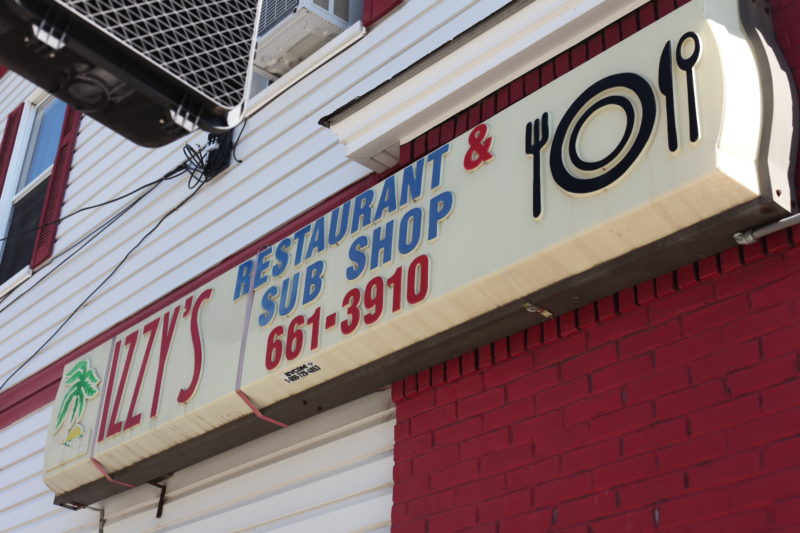 IZZY'S
RESTAURANT &
SUB SHOP
661-3910